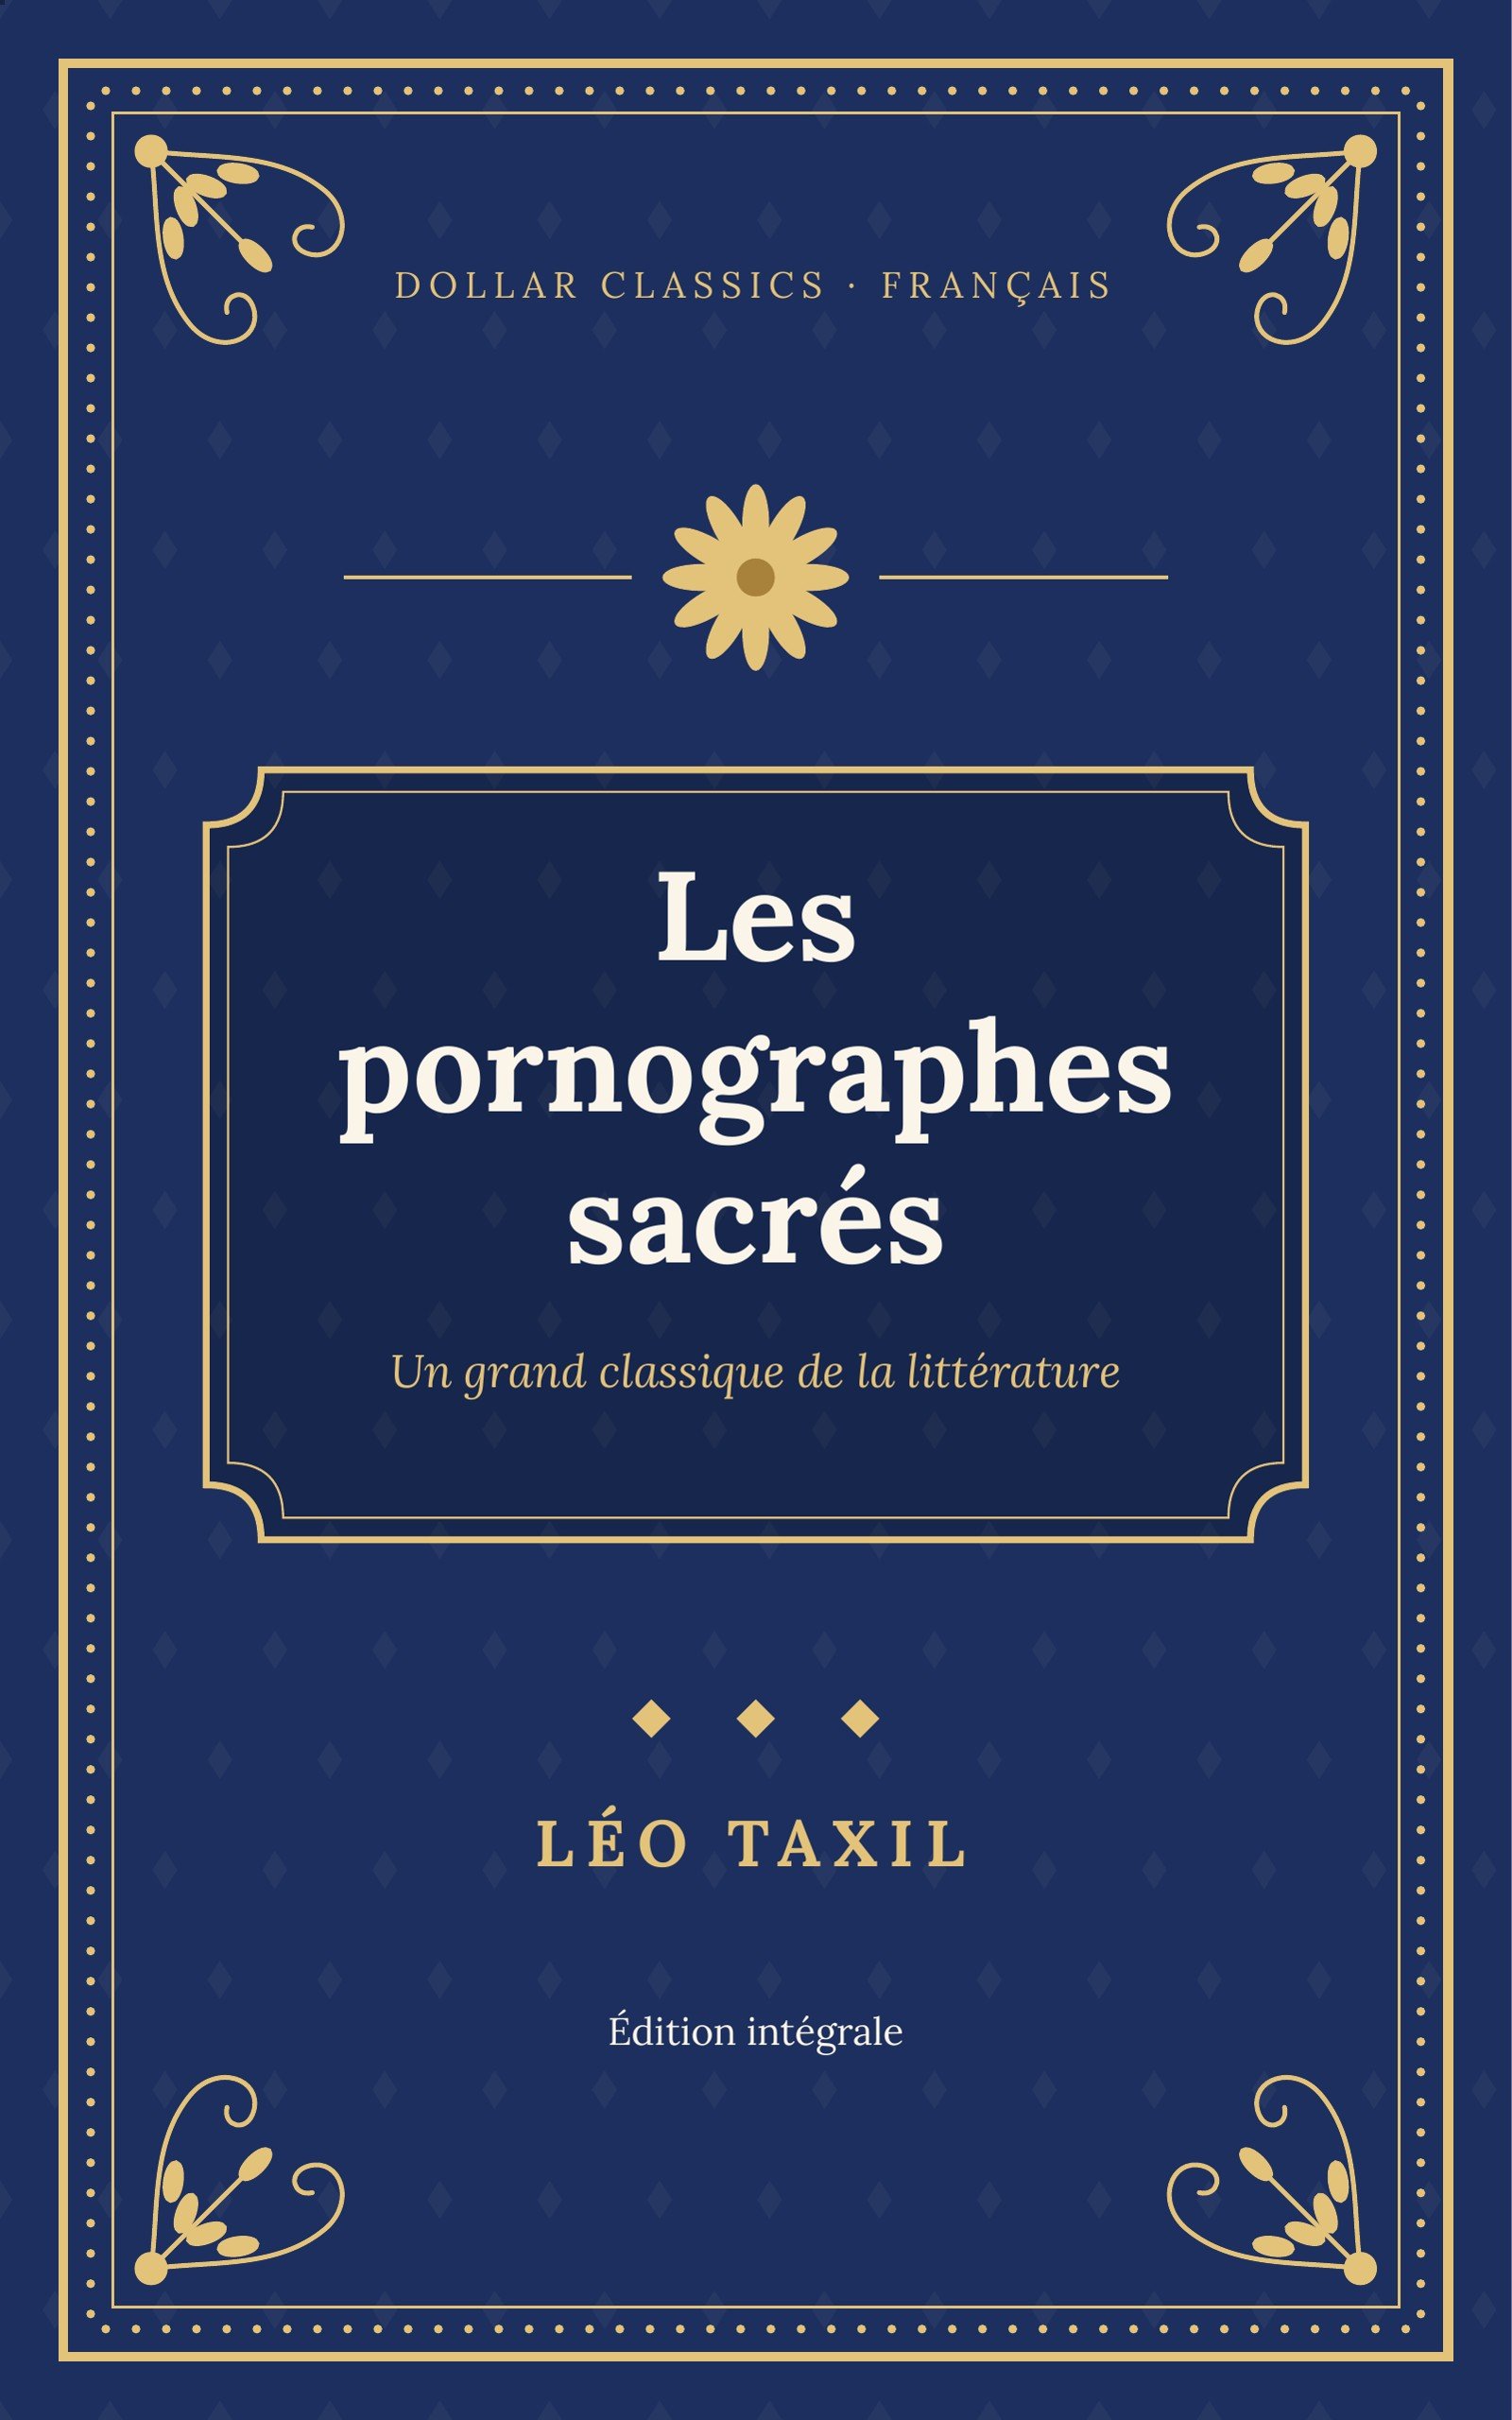 DOLLAR CLASSICS · FRANÇAIS
Les
pornographes
sacrés
Un grand classique de la littérature
LÉO TAXIL
Édition intégrale